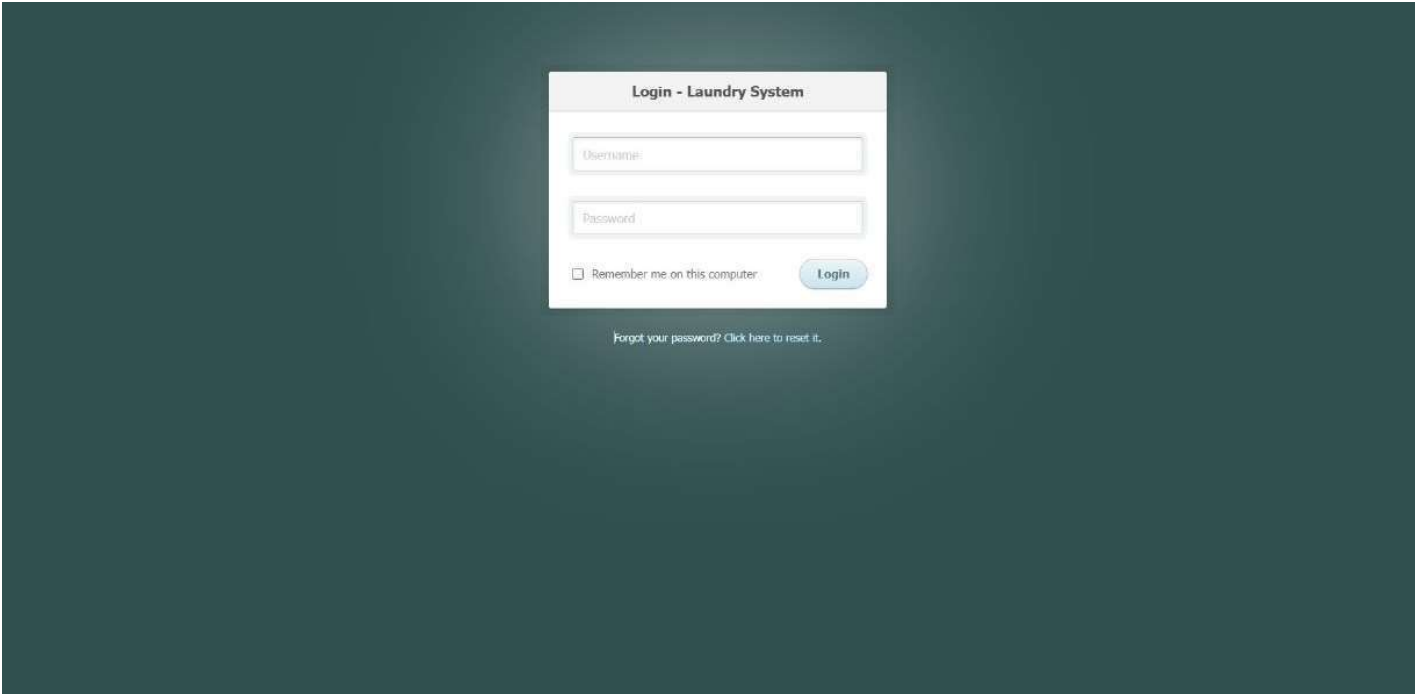 Login - Laundry System
Username
Password
Remember me on this computer
Login
Forgot your password? Click here to reset it.